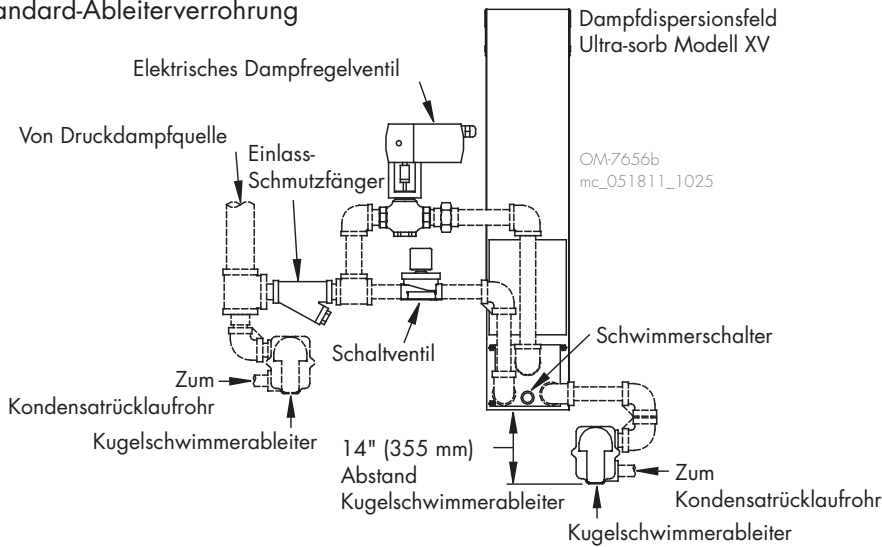 andard-Ableiterverrohrung
Dampfdispersionsfeld
Ultra-sorb Modell XV
Elektrisches Dampfregelventil
Von Druckdampfquelle
Einlass-
Schmutzfänger
OM-7656b
mc_051811_1025
Schaltventil
Schwimmerschalter
Zum
Kondensatrücklaufrohr
Kugelschwimmerableiter
14" (355 mm)
Abstand
Kugelschwimmerableiter
Zum
Kondensatrücklaufrohr
Kugelschwimmerableiter